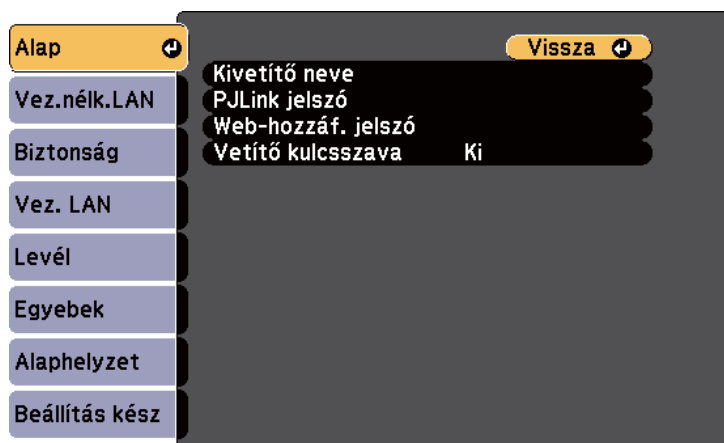 Alap
Vez.nélk.LAN
Biztonság
Vez. LAN
Levél
Egyebek
Alaphelyzet
Beállítás kész
Vissza
Kivetítő neve
PJLink jelszó
Web-hozzáf. jelszó
Vetítő kulcsszava Ki